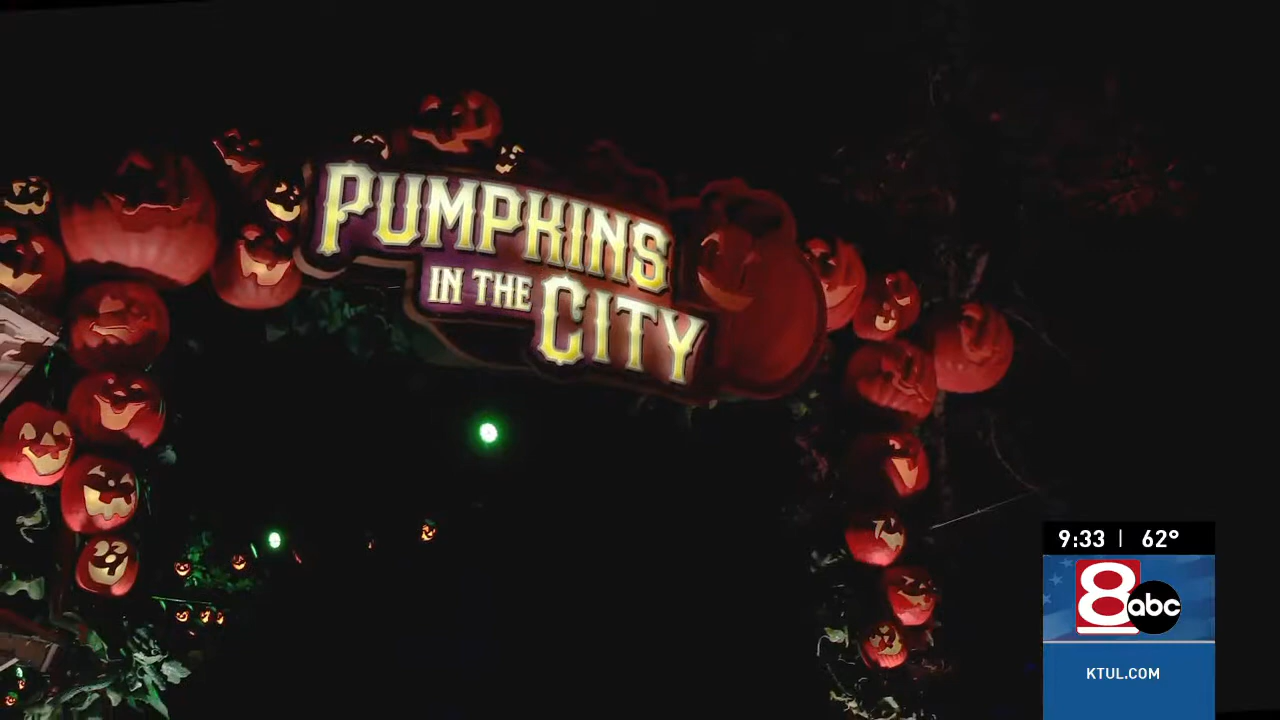 PUMPKINS
IN THE
CITY
9:33 | 62°
8 abc
KTUL.COM